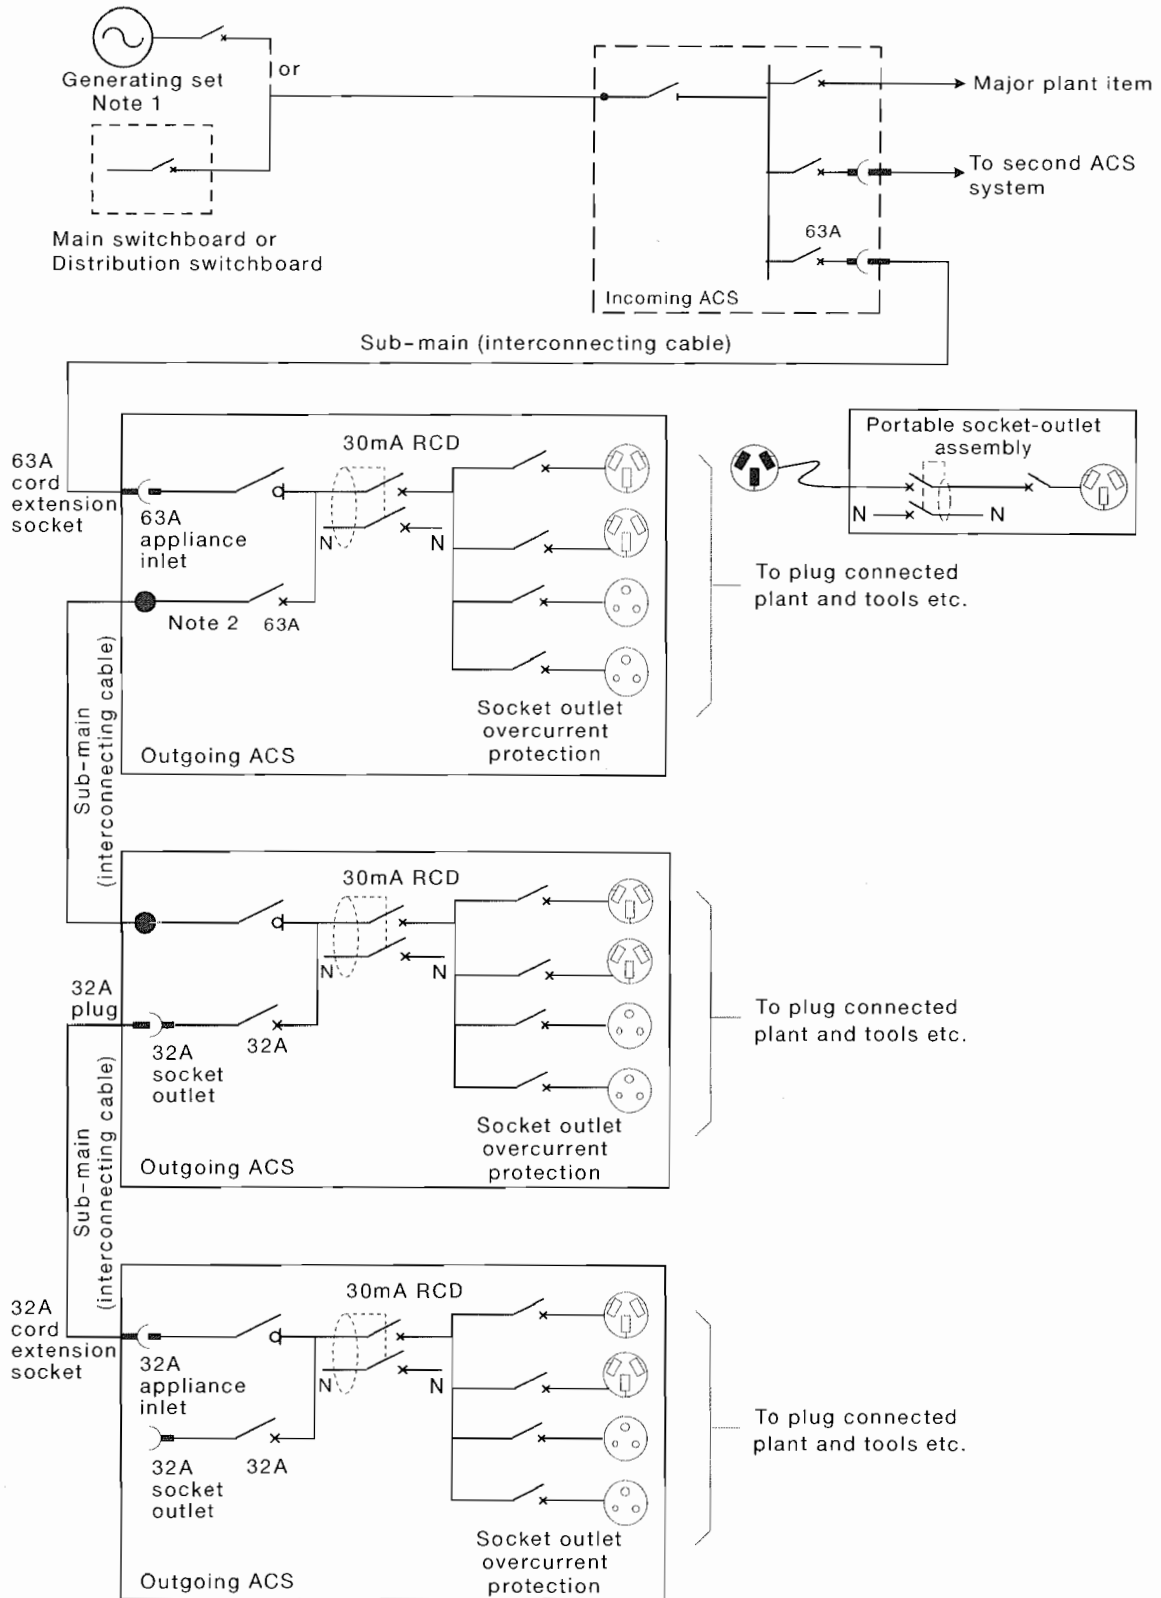 Generating set
Note 1
or
Main switchboard or
Distribution switchboard
Major plant item
To second ACS
system
63A
Incoming ACS
Sub-main (interconnecting cable)
63A
cord
extension
socket
63A
appliance
inlet
30mA RCD
N
N
Note 2
63A
Socket outlet
overcurrent
protection
Outgoing ACS
Portable socket-outlet
assembly
N
N
To plug connected
plant and tools etc.
Sub-main
(interconnecting cable)
30mA RCD
N
N
32A
plug
32A
socket
outlet
32A
Socket outlet
overcurrent
protection
Outgoing ACS
To plug connected
plant and tools etc.
Sub-main
(interconnecting cable)
32A
cord
extension
socket
32A
appliance
inlet
30mA RCD
N
N
32A
socket
outlet
32A
Socket outlet
overcurrent
protection
Outgoing ACS
To plug connected
plant and tools etc.